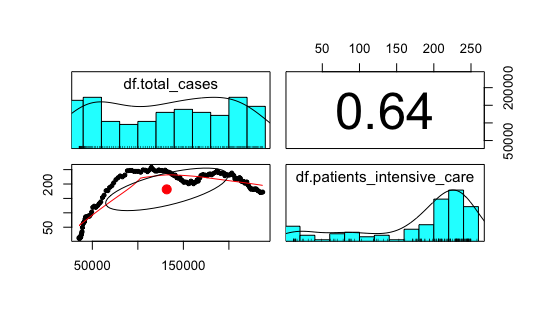 50 100 150 200 250
df.total_cases
0.64
50000 200000
df.patients_intensive_care
50 200
50000 150000